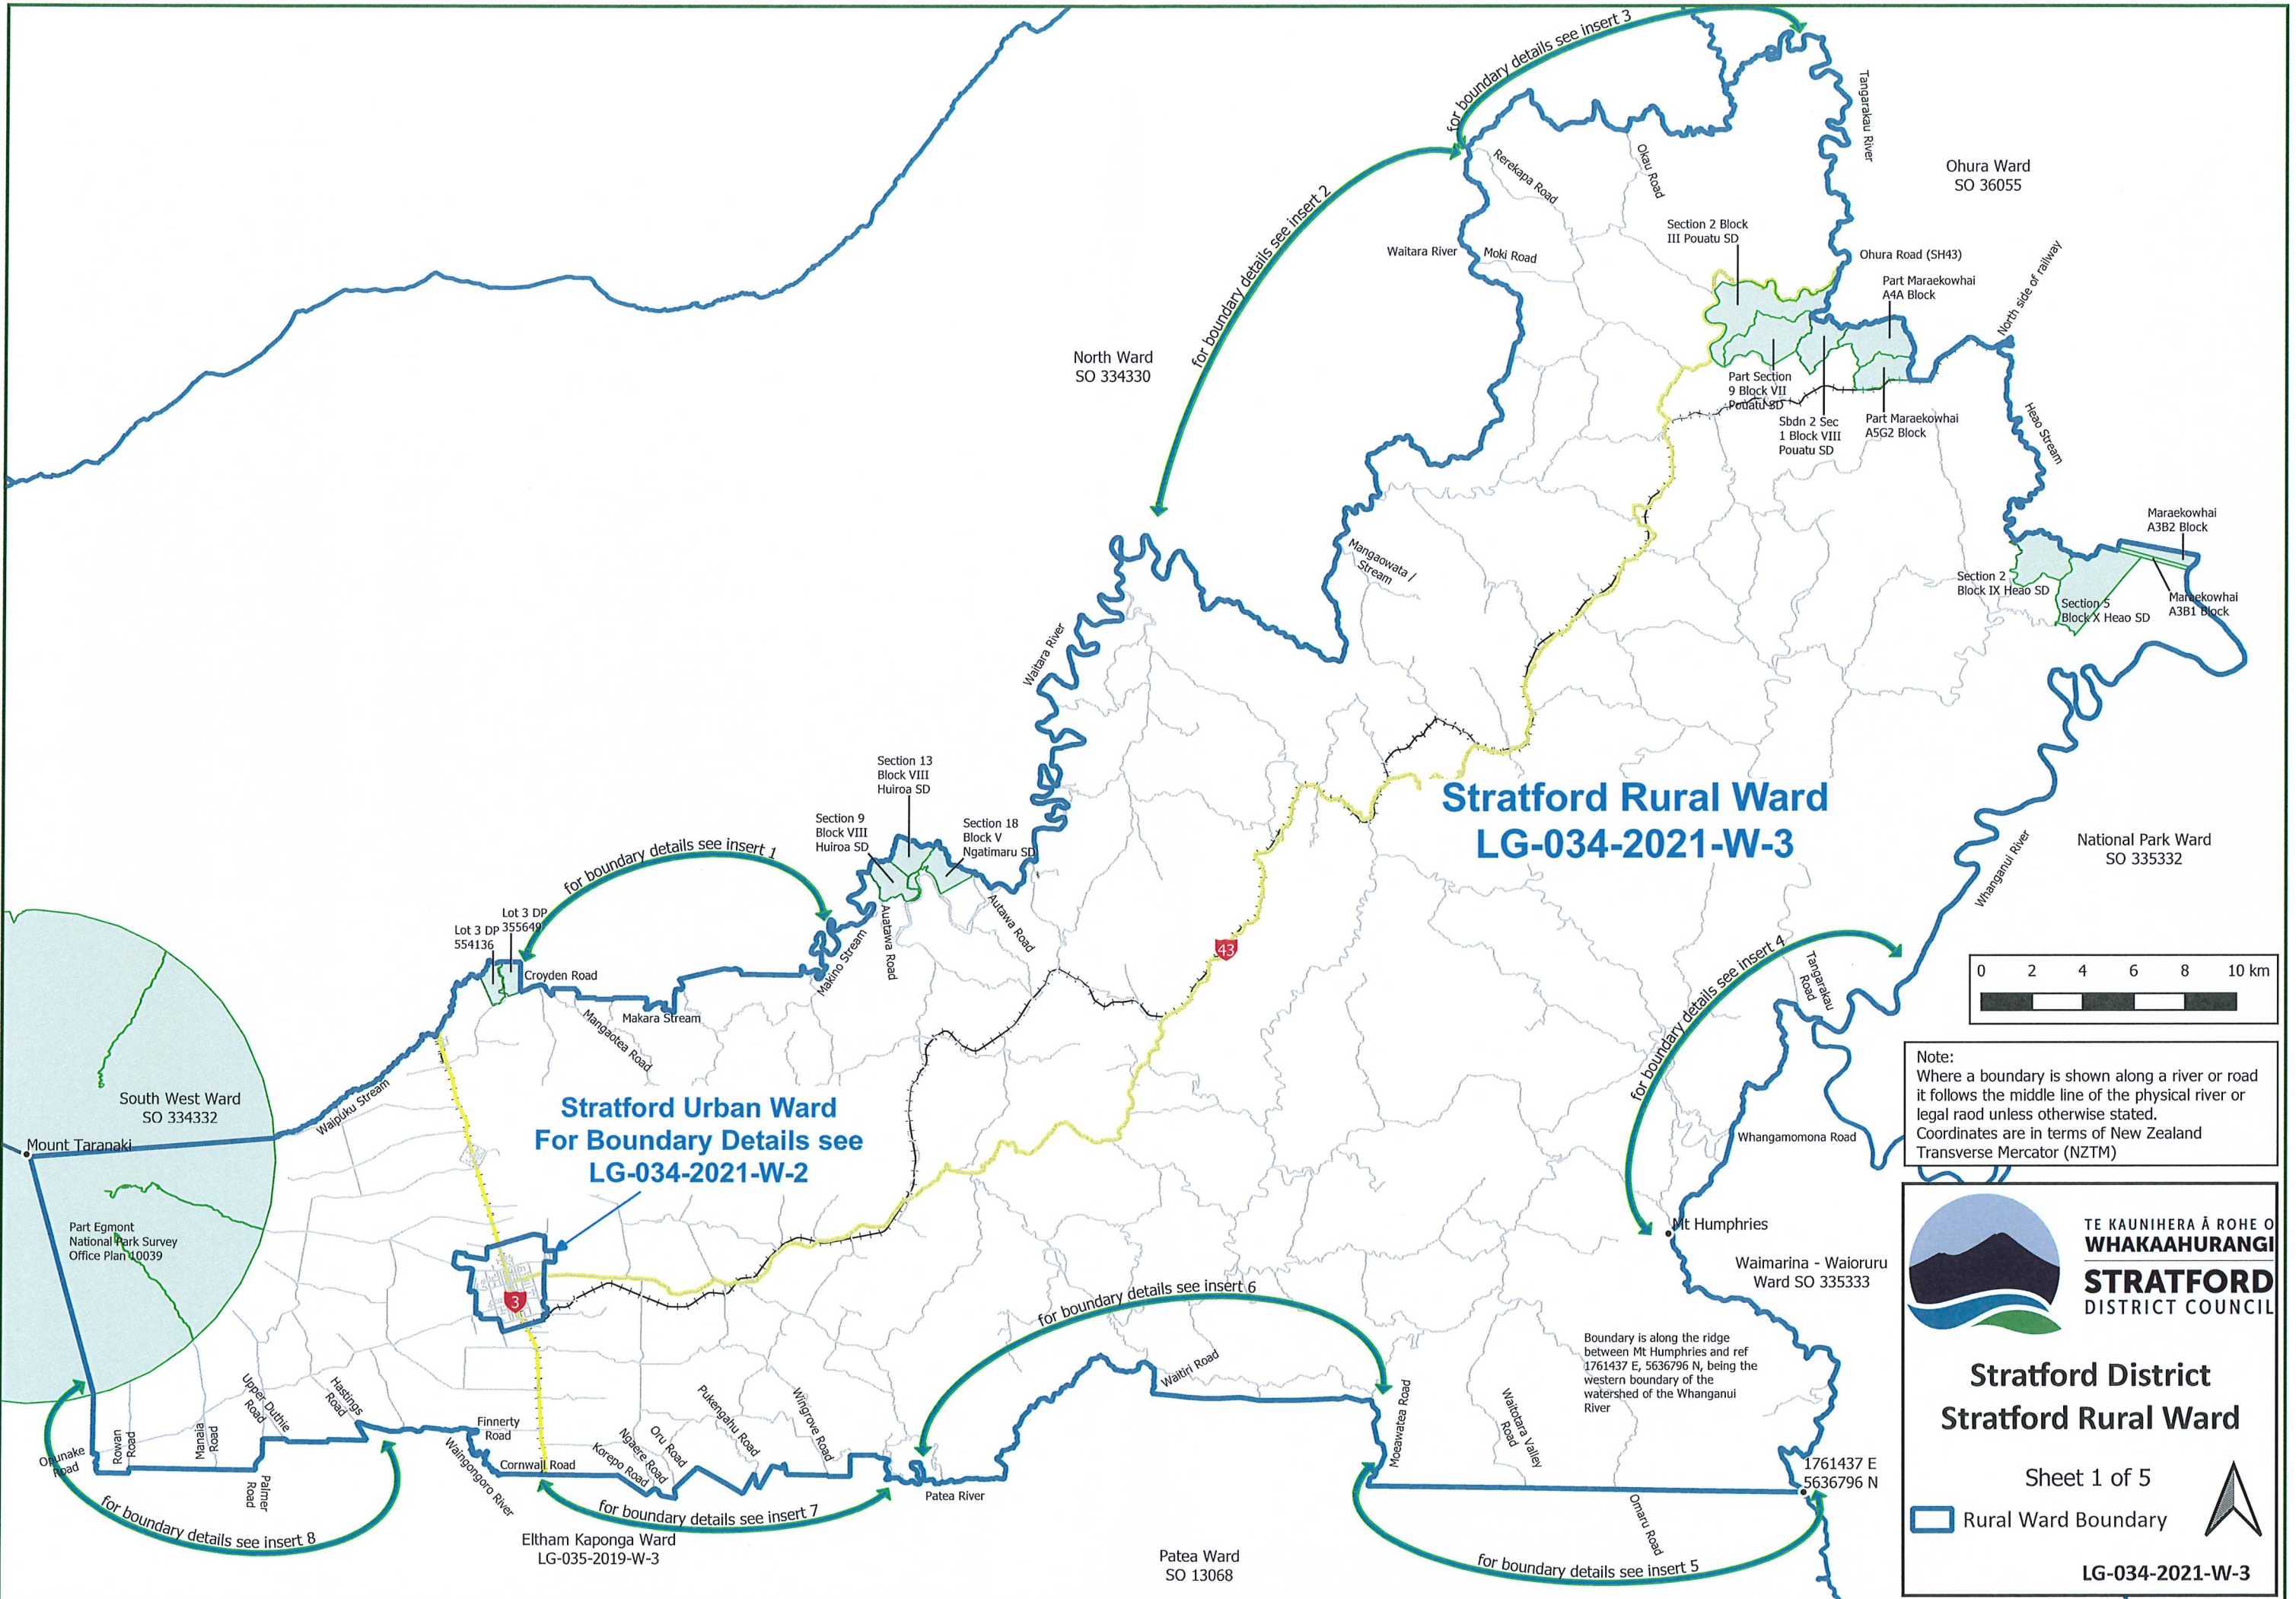 for boundary details see insert 3
Tangarakau River
Ohura Ward
SO 36055
Rerekapa Road
Okau Road
for boundary details see insert 2
Section 2 Block
III Pouatu SD
Waitara River
Moki Road
Ohura Road (SH43)
North side of railway
Part Maraekowhai
A4A Block
North Ward
SO 334330
Part Section
9 Block VII
Pouatu SD
Sbdn 2 Sec
1 Block VIII
Pouatu SD
Part Maraekowhai
A5G2 Block
Heao Stream
Maraekowhai
A3B2 Block
Mangaowata /
Stream
Section 2
Block IX Heao SD
Section 5
Block X Heao SD
Maraekowhai
A3B1 Block
Waitara River
Section 13
Block VIII
Huiroa SD
Section 9
Block VIII
Huiroa SD
Section 18
Block V
Ngatimaru SD
Stratford Rural Ward
LG-034-2021-W-3
National Park Ward
SO 335332
Whanganui River
for boundary details see insert 1
Lot 3 DP
355649
Lot 3 DP
554136
Croyden Road
Makino Stream
Auatawa Road
Autawa Road
43
for boundary details see insert 4
Tangarakau
Road
0 2 4 6 8 10 km
Mangaotea Road
Makara Stream
Note:
Where a boundary is shown along a river or road
it follows the middle line of the physical river or
legal raod unless otherwise stated.
Coordinates are in terms of New Zealand
Transverse Mercator (NZTM)
South West Ward
SO 334332
Waipuku Stream
Mount Taranaki
Stratford Urban Ward
For Boundary Details see
LG-034-2021-W-2
Whangamomona Road
Part Egmont
National Park Survey
Office Plan 10039
Mt Humphries
TE KAUNIHERA Ā ROHE O
WHAKAAHURANGI
STRATFORD
DISTRICT COUNCIL
Waimarina - Waioruru
Ward SO 335333
3
for boundary details see insert 6
Boundary is along the ridge
between Mt Humphries and ref
1761437 E, 5636796 N, being the
western boundary of the
watershed of the Whanganui
River
Waitiri Road
Stratford District
Stratford Rural Ward
Opunake
Road
Rowan
Road
Manaia
Road
Upper Duthie
Road
Hastings
Road
Palmer
Road
Finnerty
Road
Waingongoro River
Cornwall Road
Korepo Road
Ngaere Road
Oru Road
Pukengahu Road
Wingrove Road
Patea River
Moeawatea Road
Waitotara Valley
Road
Omaru Road
1761437 E
5636796 N
Sheet 1 of 5
Rural Ward Boundary
for boundary details see insert 8
for boundary details see insert 7
Eltham Kaponga Ward
LG-035-2019-W-3
Patea Ward
SO 13068
for boundary details see insert 5
LG-034-2021-W-3